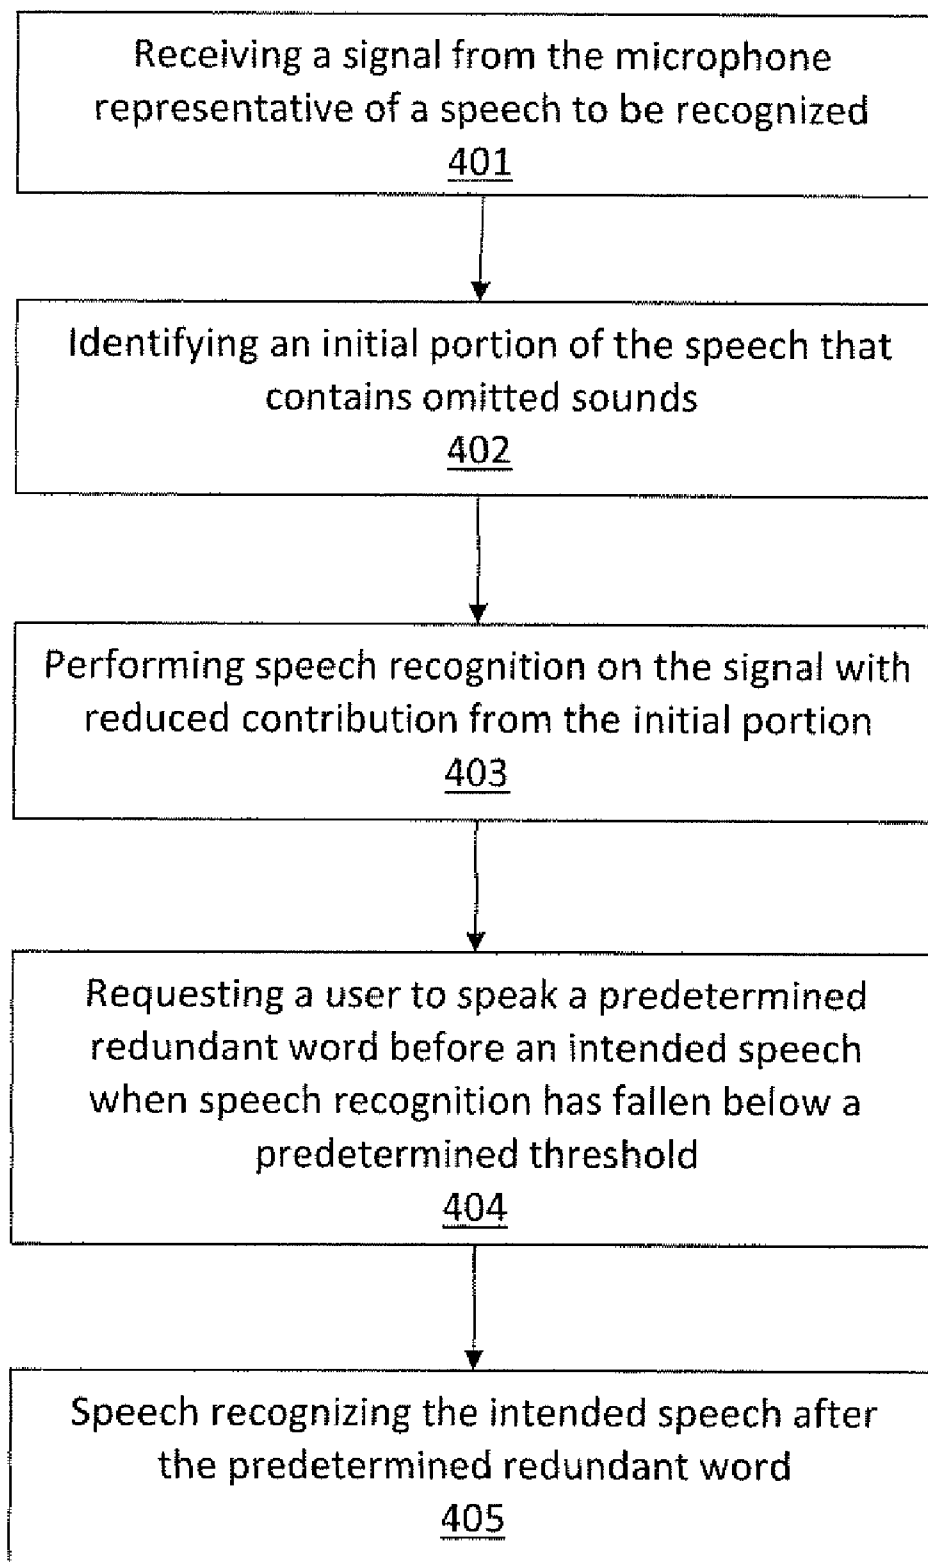 Receiving a signal from the microphone
representative of a speech to be recognized
401
Identifying an initial portion of the speech that
contains omitted sounds
402
Performing speech recognition on the signal with
reduced contribution from the initial portion
403
Requesting a user to speak a predetermined
redundant word before an intended speech
when speech recognition has fallen below a
predetermined threshold
404
Speech recognizing the intended speech after
the predetermined redundant word
405